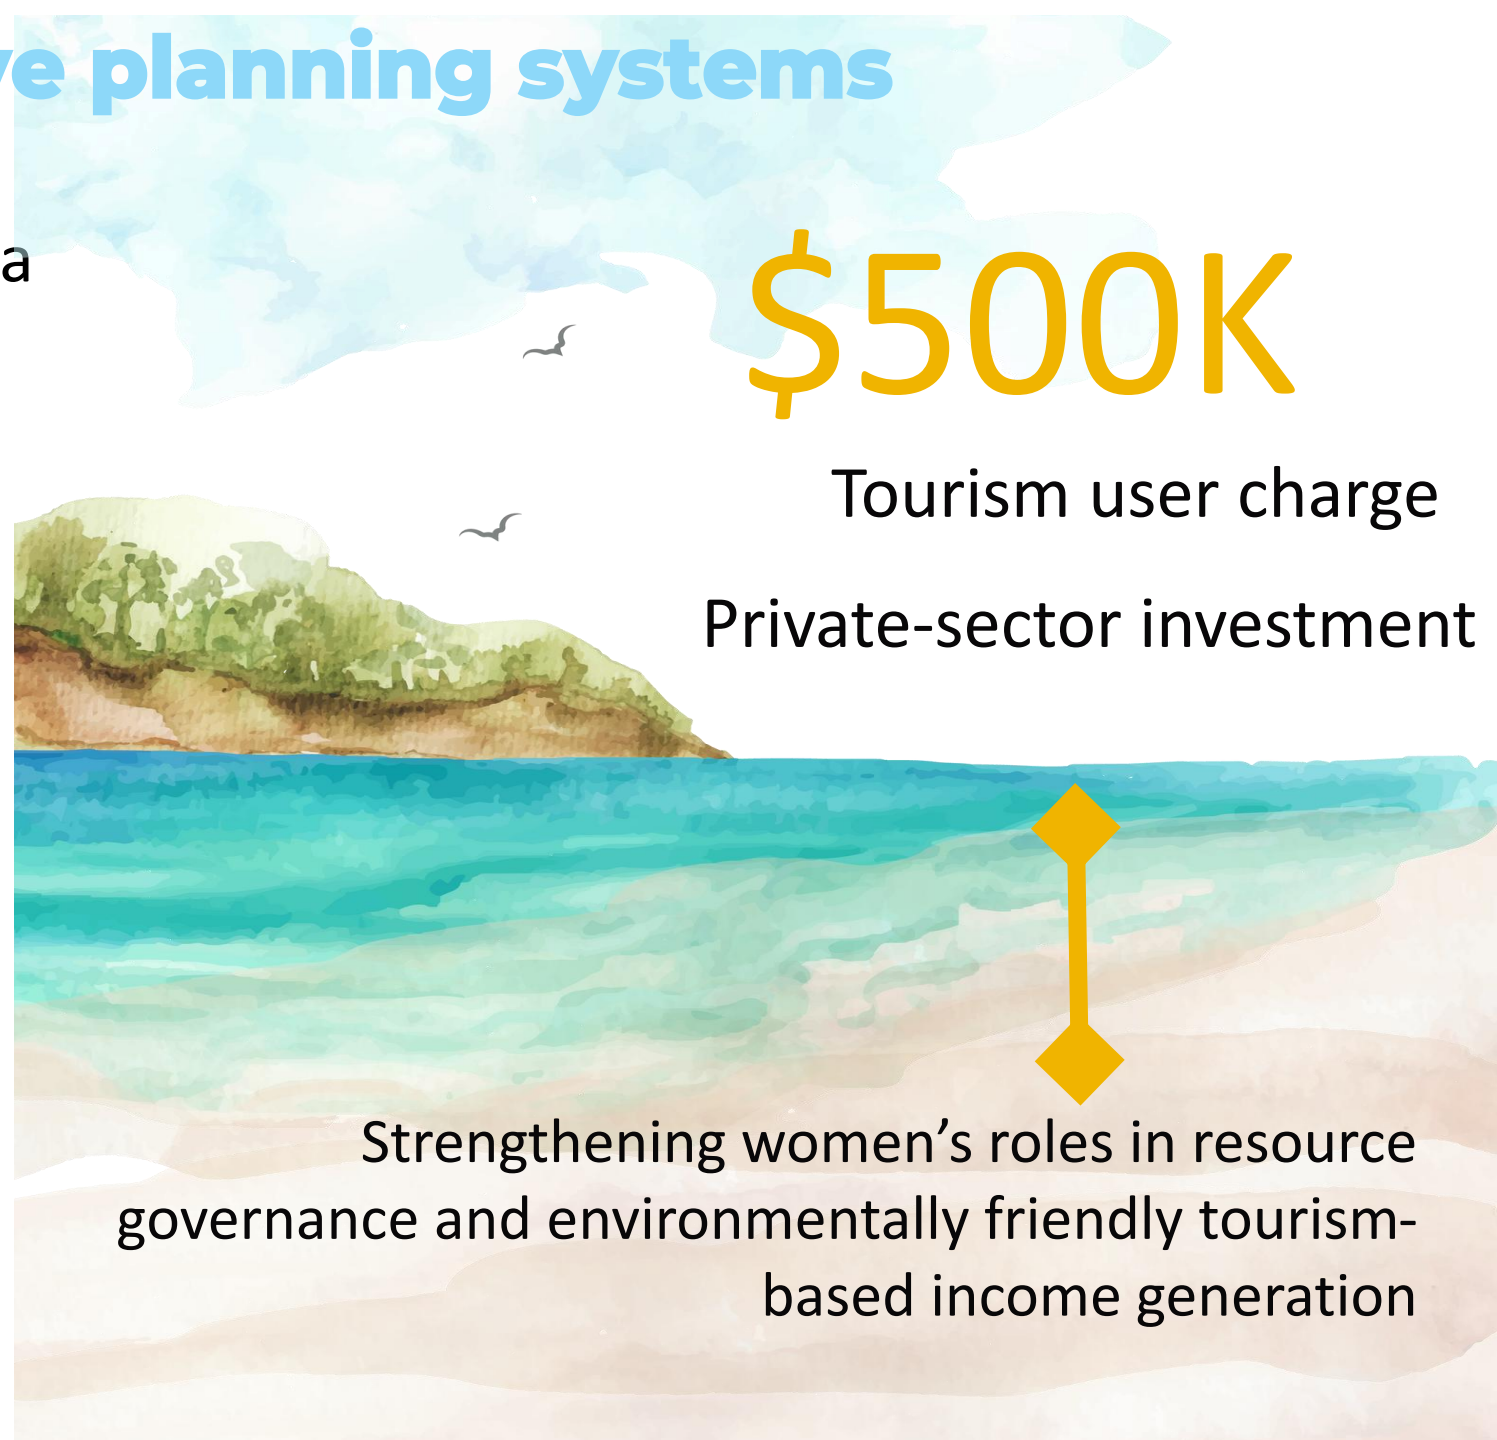 planning systems
a
$500K
Tourism user charge
Private-sector investment
Strengthening women’s roles in resource
governance and environmentally friendly tourism-
based income generation